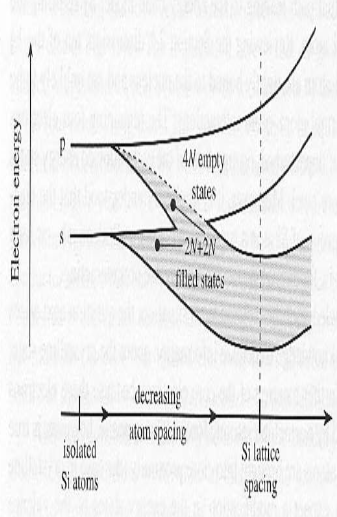 Electron energy
p
4N empty
states
s
2N+2N
filled states
decreasing
atom spacing
isolated
Si atoms
Si lattice
spacing